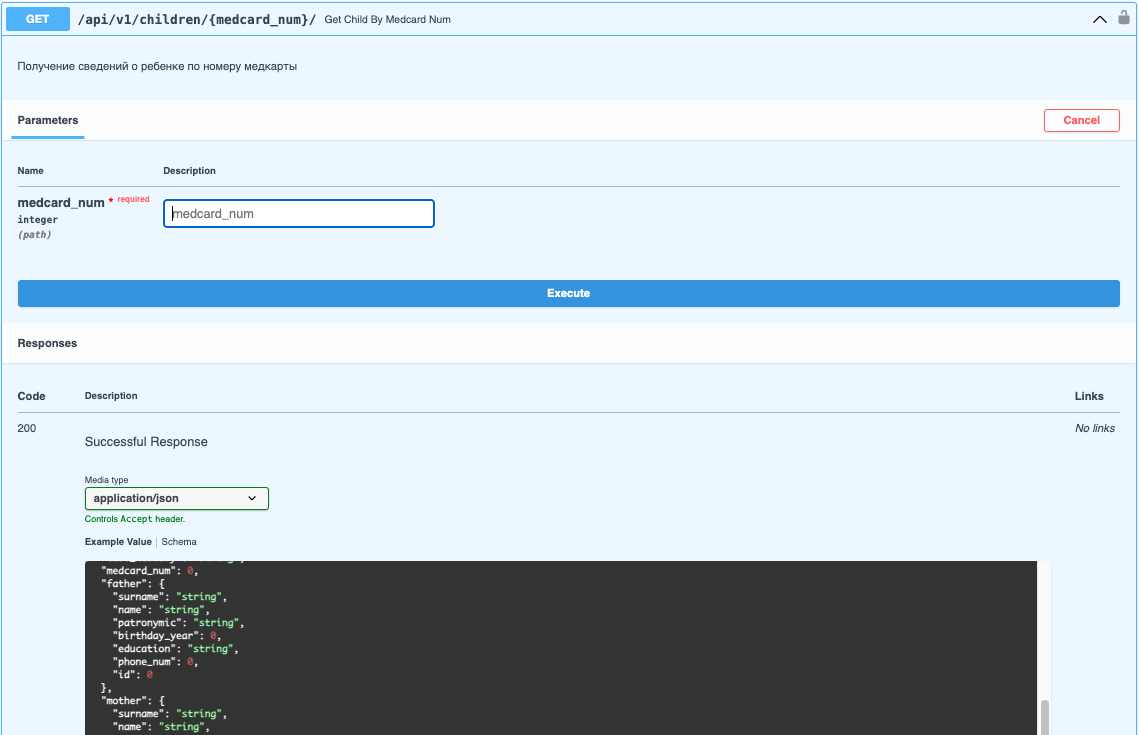 GET /api/v1/children/{medcard_num}/ Get Child By Medcard Num
Получение сведений о ребенке по номеру медкарты
Parameters
Cancel
Name Description
medcard_num * required
integer
(path)
medcard_num
Execute
Responses
Code Description Links
200
Successful Response
No links
Media type
application/json
Controls Accept header.
Example Value | Schema
"medcard_num": 0,
"father": {
"surname": "string",
"name": "string",
"patronymic": "string",
"birthday_year": 0,
"education": "string",
"phone_num": 0,
"id": 0
},
"mother": {
"surname": "string",
"name": "string",